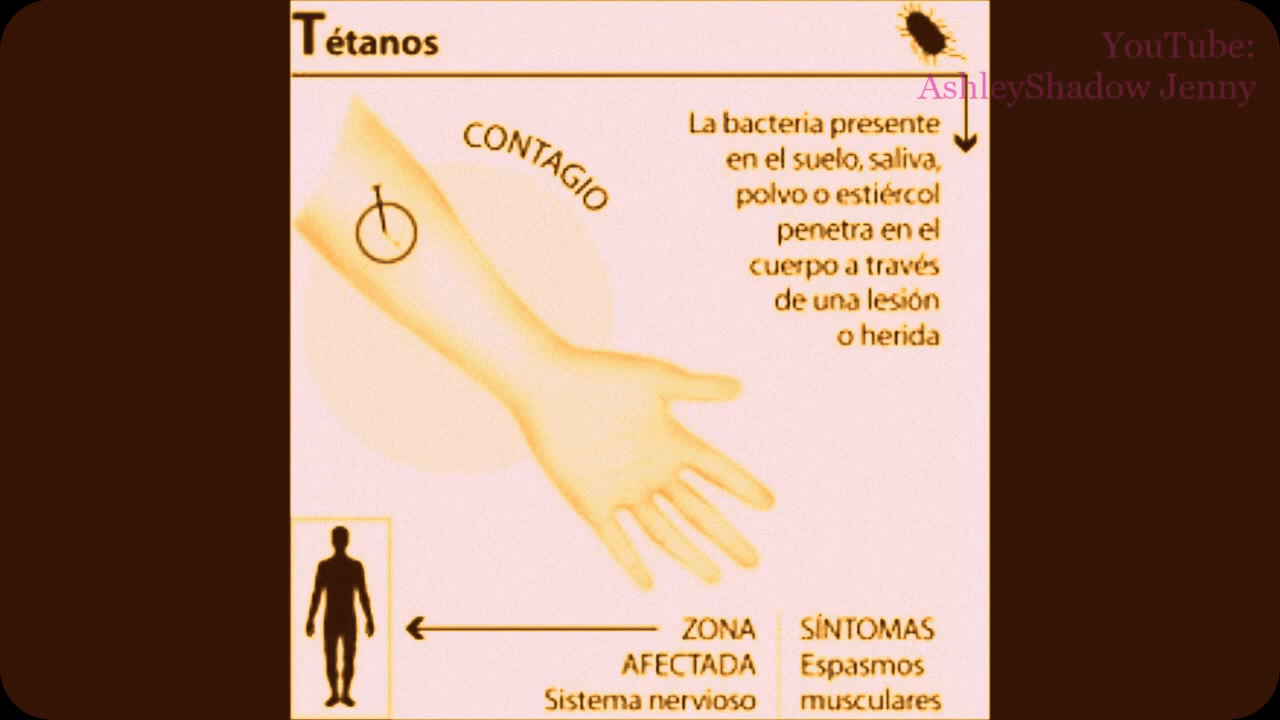 Tétanos
YouTube:
AshleyShadow Jenny
CONTAGIO
La bacteria presente
en el suelo, saliva,
polvo o estiércol
penetra en el
cuerpo a través
de una lesión
o herida
ZONA
AFECTADA
Sistema nervioso
SÍNTOMAS
Espasmos
musculares